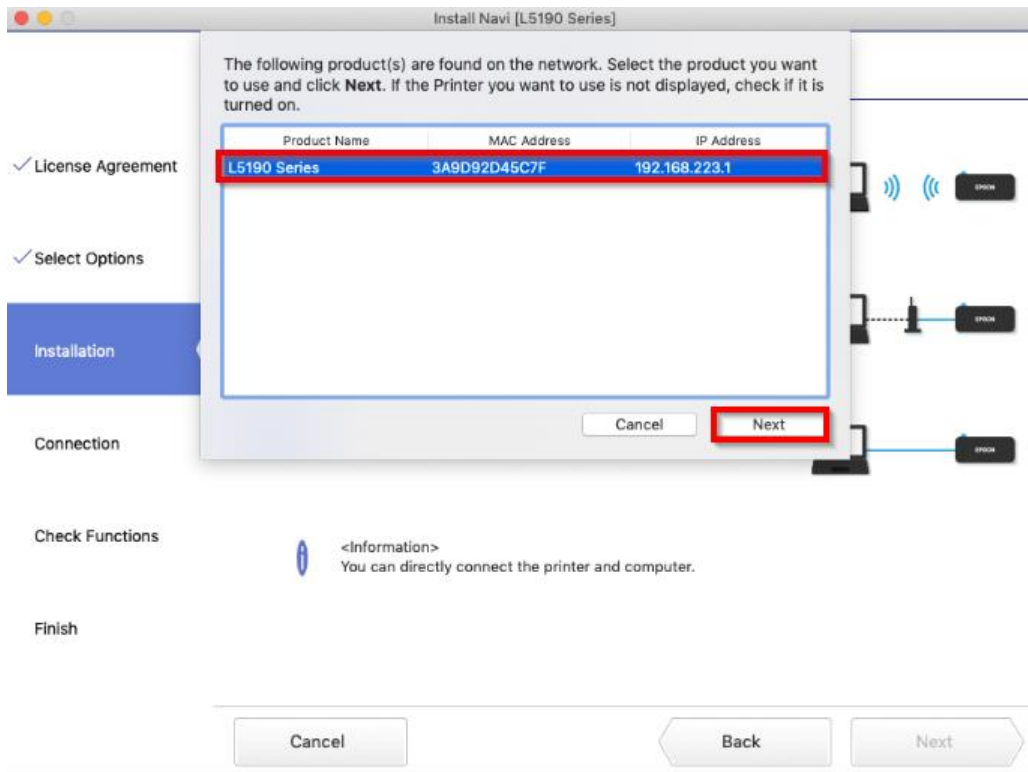 Install Navi [L5190 Series]
The following product(s) are found on the network. Select the product you want
to use and click Next. If the Printer you want to use is not displayed, check if it is
turned on.
Product Name MAC Address IP Address
L5190 Series 3A9D92D45C7F 192.168.223.1
Cancel Next
License Agreement
Select Options
Installation
Connection
Check Functions
Finish
EPSON
EPSON
EPSON
<Information>
You can directly connect the printer and computer.
Cancel Back Next